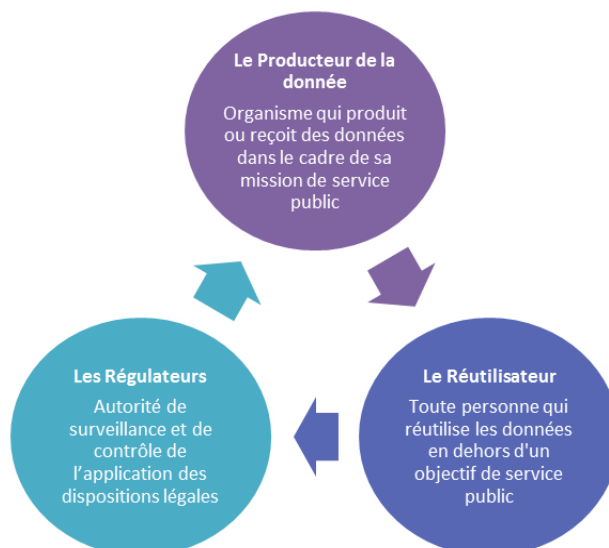 Le Producteur de la
donnée
Organisme qui produit
ou reçoit des données
dans le cadre de sa
mission de service
public
Les Régulateurs
Autorité de
surveillance et de
contrôle de
l’application des
dispositions légales
Le Réutilisateur
Toute personne qui
réutilise les données
en dehors d'un
objectif de service
public